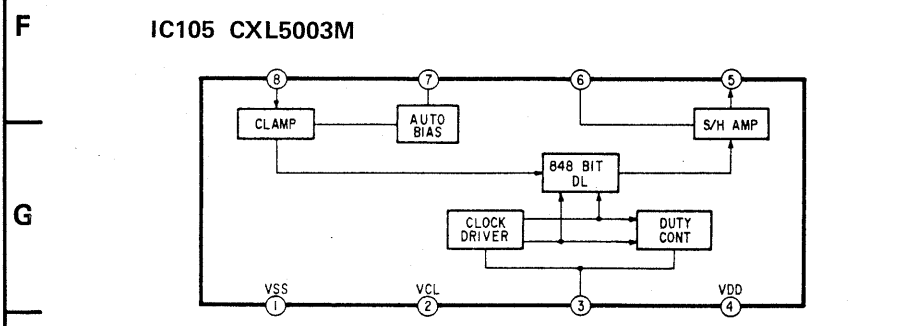 F
IC105 CXL5003M
8 7 6 5
CLAMP
AUTO
BIAS
S/H AMP
848 BIT
DL
G
CLOCK
DRIVER
DUTY
CONT
VSS VCL VDD
1 2 3 4